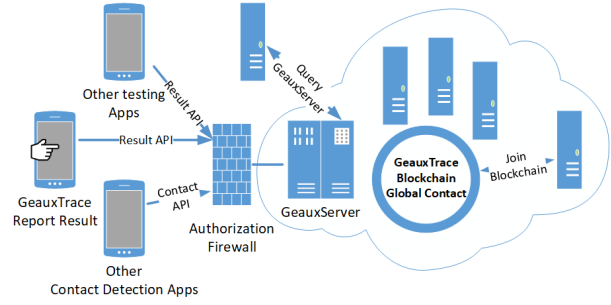 Other testing
Apps
Result API
Query
GeauxServer
Result API
GeauxTrace
Report Result
Contact
API
Authorization
Firewall
GeauxServer
GeauxTrace
Blockchain
Global Contact
Join
Blockchain
Other
Contact Detection Apps